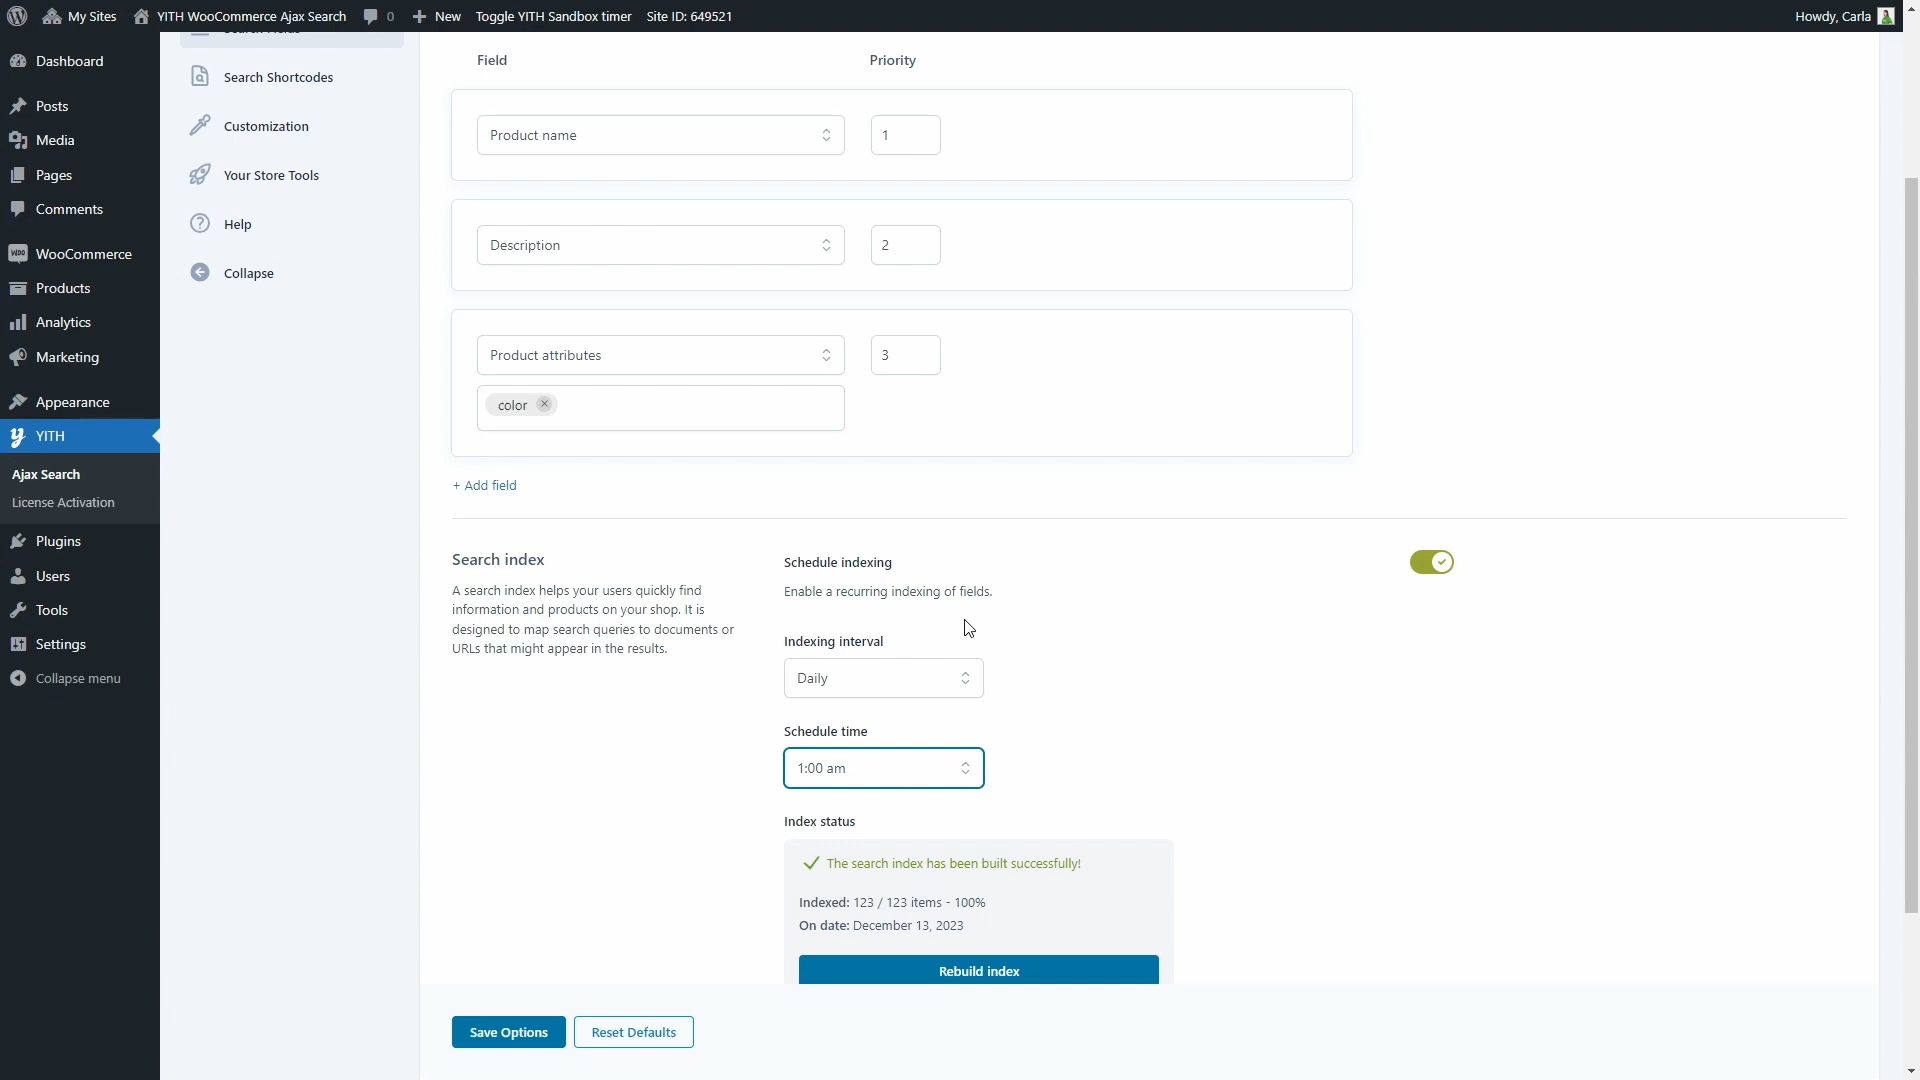 My Sites YITH WooCommerce Ajax Search 0 New Toggle YITH Sandbox timer Site ID: 649521 Howdy, Carla
Dashboard
Posts
Media
Pages
Comments
WooCommerce
Products
Analytics
Marketing
Appearance
YITH
Ajax Search
License Activation
Plugins
Users
Tools
Settings
Collapse menu
Search Fields
Search Shortcodes
Customization
Your Store Tools
Help
Collapse
Field Priority
Product name 1
Description 2
Product attributes 3
color
+ Add field
Search index
A search index helps your users quickly find
information and products on your shop. It is
designed to map search queries to documents or
URLs that might appear in the results.
Schedule indexing
Enable a recurring indexing of fields.
Indexing interval
Daily
Schedule time
1:00 am
Index status
The search index has been built successfully!
Indexed: 123 / 123 items - 100%
On date: December 13, 2023
Rebuild index
Save Options Reset Defaults